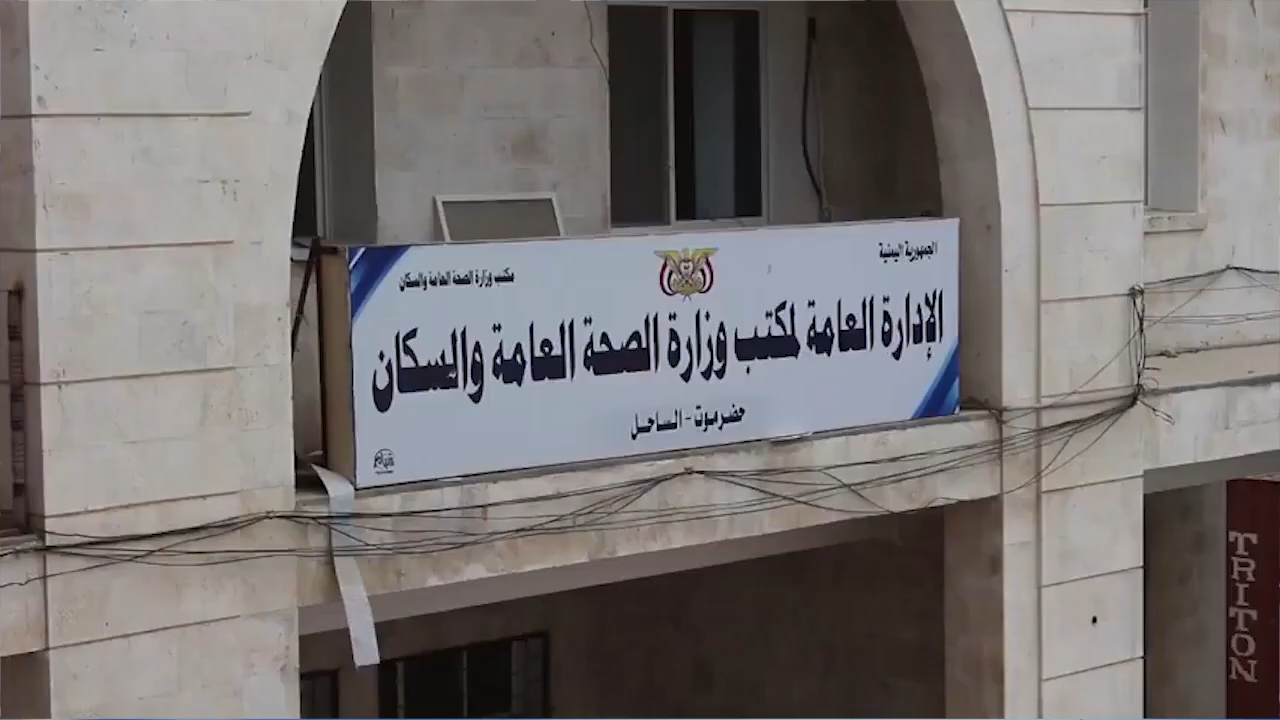 الجمهورية اليمنية
مكتب وزارة الصحة العامة والسكان
الإدارة العامة لمكتب وزارة الصحة العامة والسكان
حضرموت - الساحل
TRITON